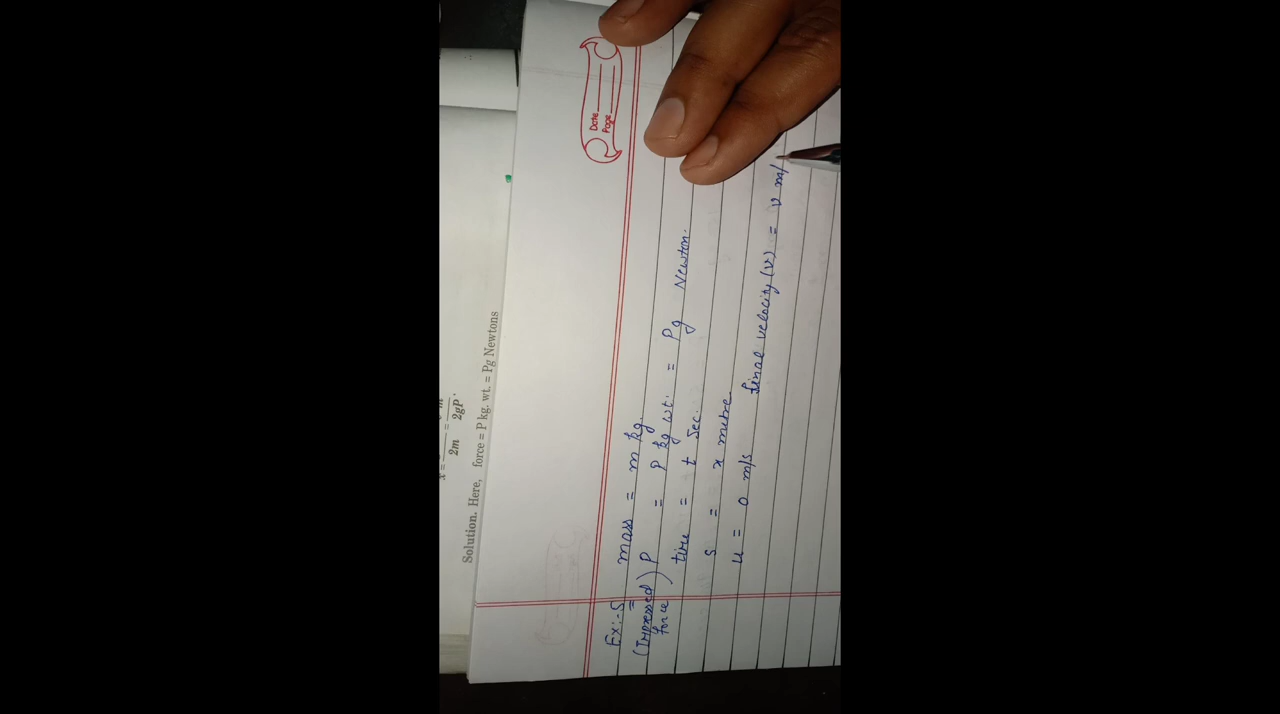 2m 2gP
Solution. Here, force = P kg. wt. = Pg Newtons
Date
Page
Ex:-5 mass = m kg.
(Impressed) P = P kg wt. = Pg Newton.
force
time = t sec.
s = x metre
u = 0 m/s final velocity (v) = v m/